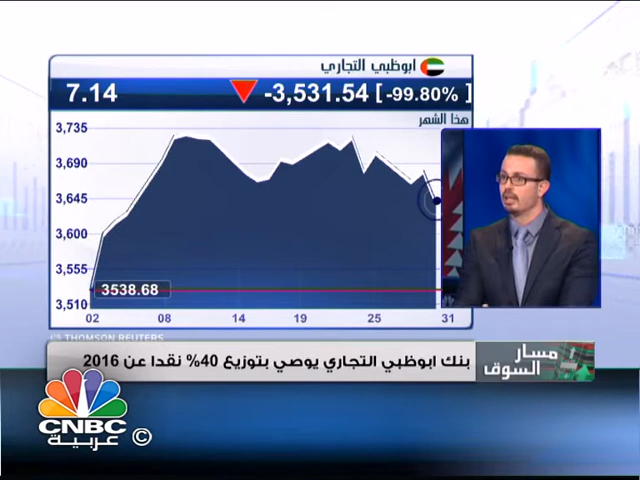 ابوظبي التجاري
7.14 -3,531.54 [ -99.80% ]
هذا الشهر
3,735
3,690
3,645
3,600
3,555
3,510
3538.68
02 08 14 19 25 31
THOMSON REUTERS
مسار السوق
بنك ابوظبي التجاري يوصي بتوزيع 40% نقدا عن 2016
CNBC
عربية ©